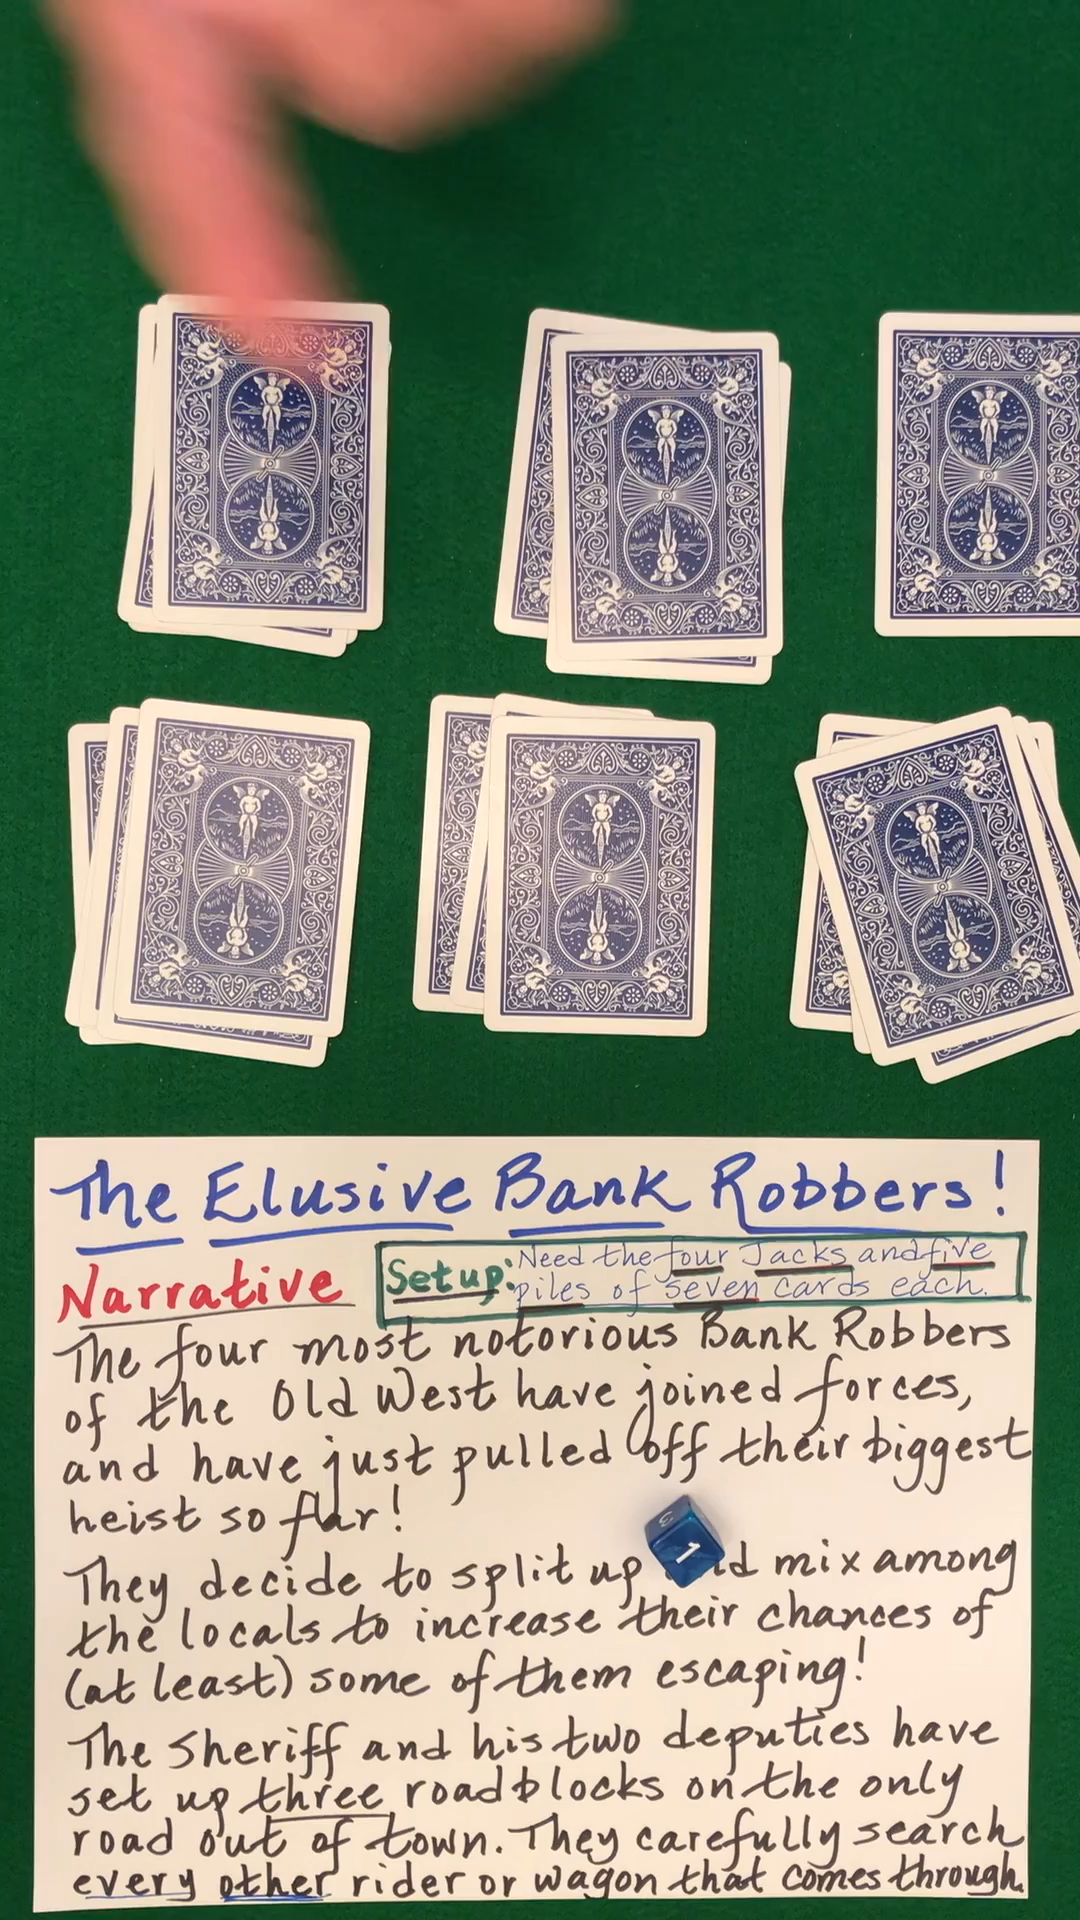 The Elusive Bank Robbers!
Narrative
Setup: Need the four Jacks and five
piles of seven cards each.
The four most notorious Bank Robbers
of the Old West have joined forces,
and have just pulled off their biggest
heist so far!
They decide to split up mix among
the locals to increase their chances of
(at least) some of them escaping!
The Sheriff and his two deputies have
set up three roadblocks on the only
road out of town. They carefully search
every other rider or wagon that comes through.
1
3